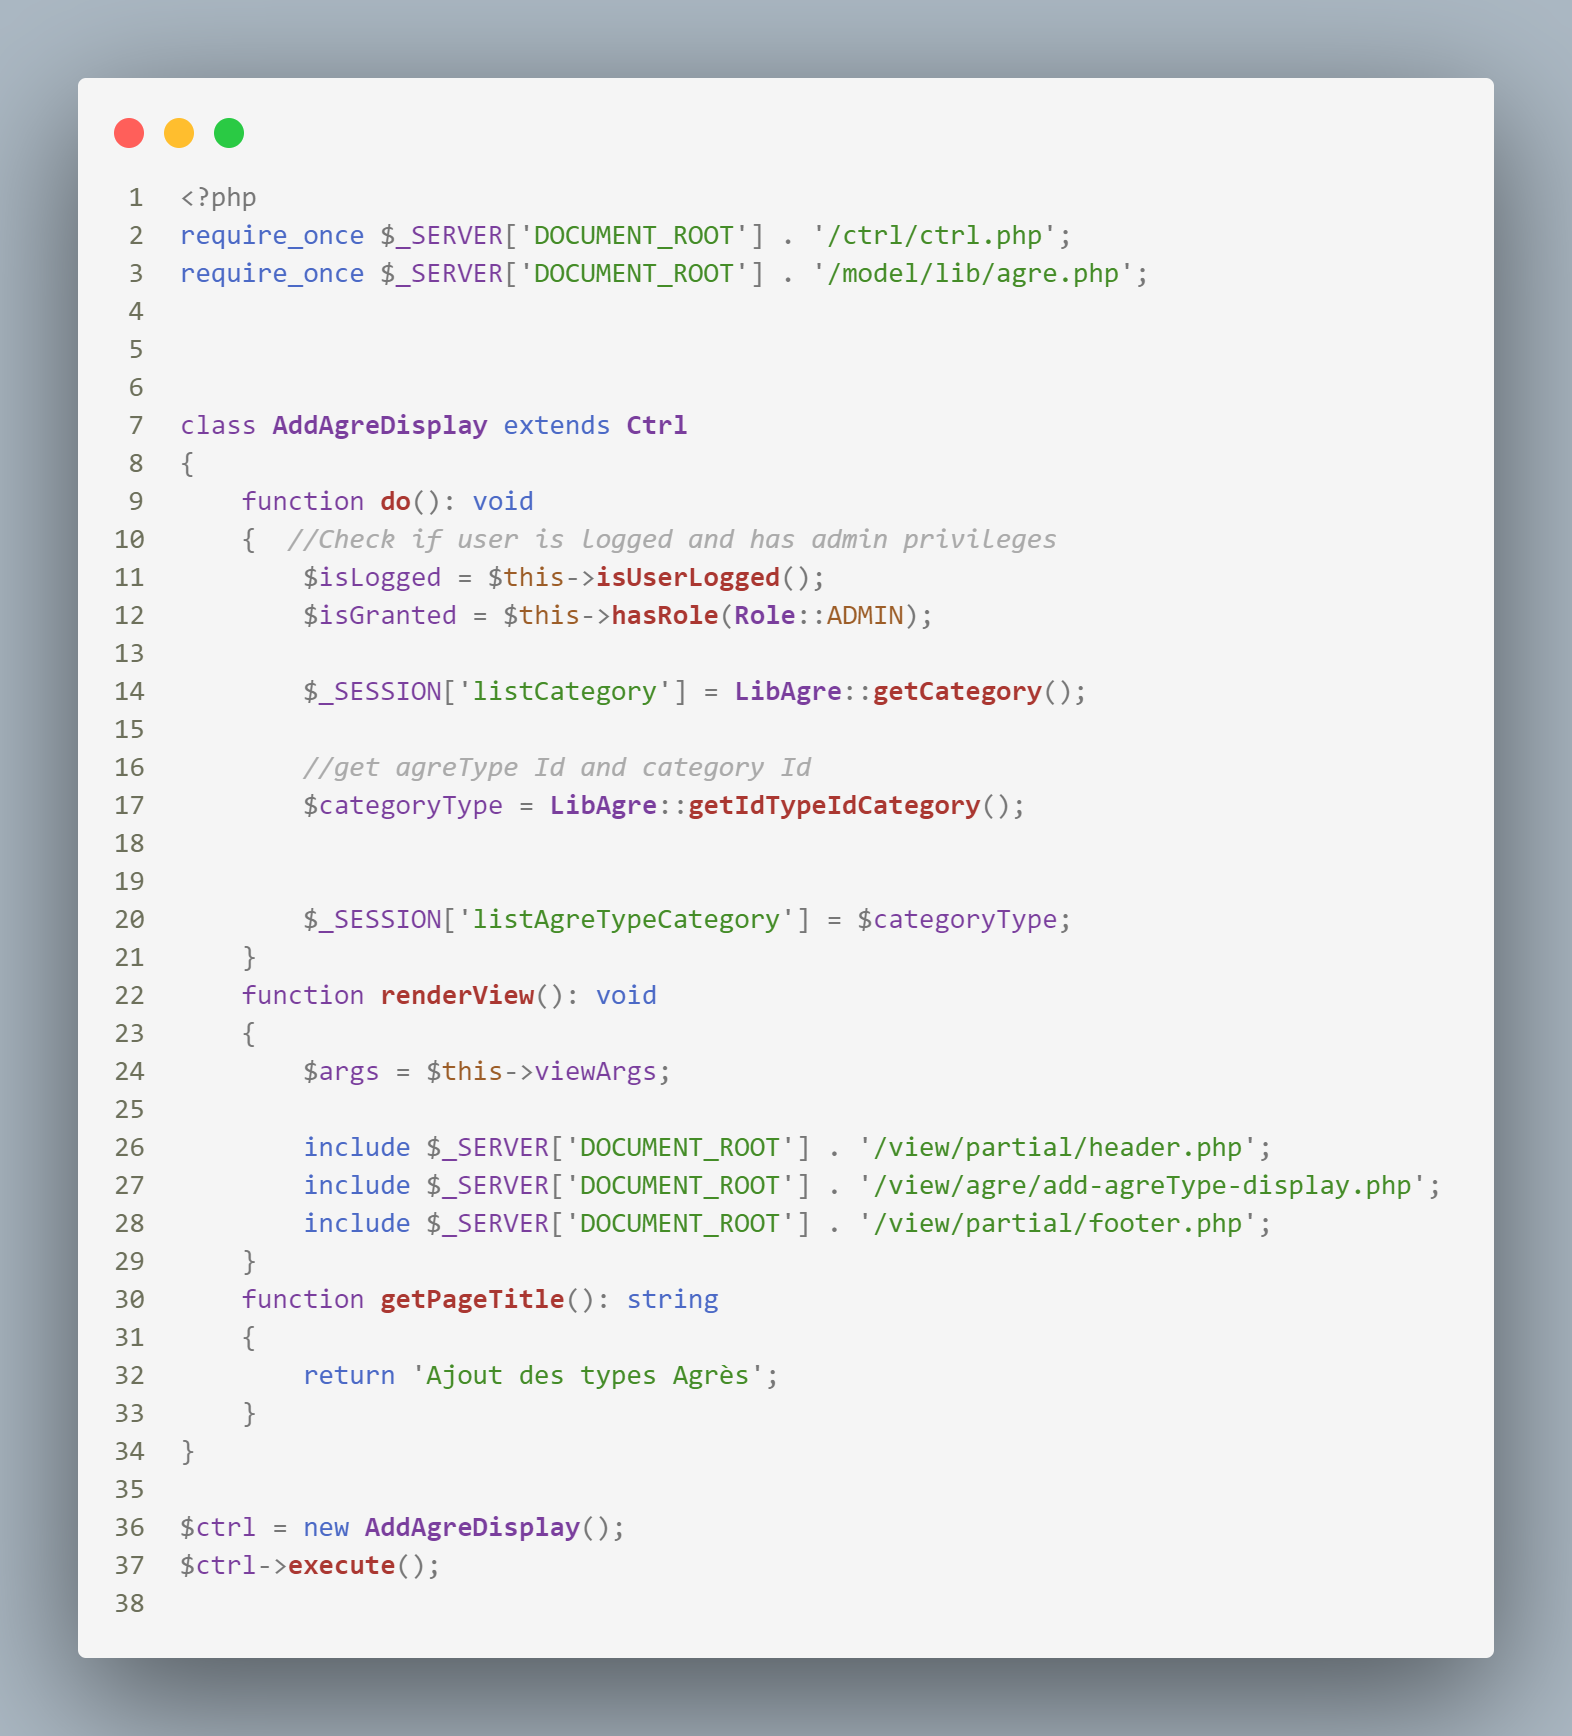 1 <?php
2 require_once $_SERVER['DOCUMENT_ROOT'] . '/ctrl/ctrl.php';
3 require_once $_SERVER['DOCUMENT_ROOT'] . '/model/lib/agre.php';
4
5
6
7 class AddAgreDisplay extends Ctrl
8 {
9     function do(): void
10     {  //Check if user is logged and has admin privileges
11         $isLogged = $this->isUserLogged();
12         $isGranted = $this->hasRole(Role::ADMIN);
13
14         $_SESSION['listCategory'] = LibAgre::getCategory();
15
16         //get agreType Id and category Id
17         $categoryType = LibAgre::getIdTypeIdCategory();
18
19
20         $_SESSION['listAgreTypeCategory'] = $categoryType;
21     }
22     function renderView(): void
23     {
24         $args = $this->viewArgs;
25
26         include $_SERVER['DOCUMENT_ROOT'] . '/view/partial/header.php';
27         include $_SERVER['DOCUMENT_ROOT'] . '/view/agre/add-agreType-display.php';
28         include $_SERVER['DOCUMENT_ROOT'] . '/view/partial/footer.php';
29     }
30     function getPageTitle(): string
31     {
32         return 'Ajout des types Agrès';
33     }
34 }
35
36 $ctrl = new AddAgreDisplay();
37 $ctrl->execute();
38